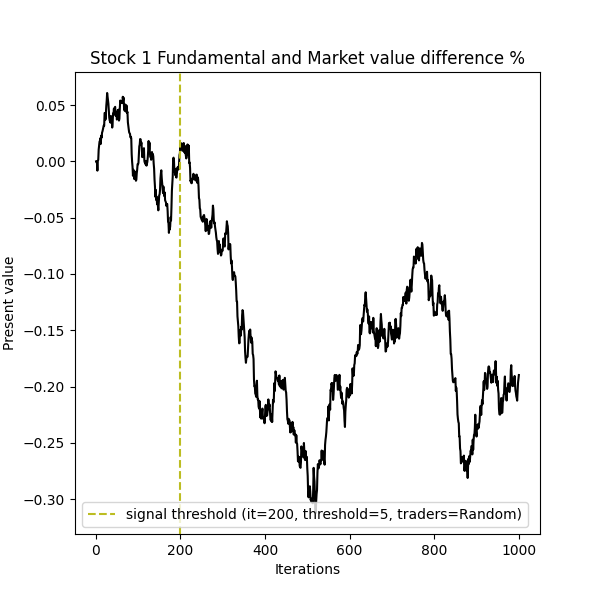 Stock 1 Fundamental and Market value difference %
Present value
0.05
0.00
−0.05
−0.10
−0.15
−0.20
−0.25
−0.30
signal threshold (it=200, threshold=5, traders=Random)
0 200 400 600 800 1000
Iterations